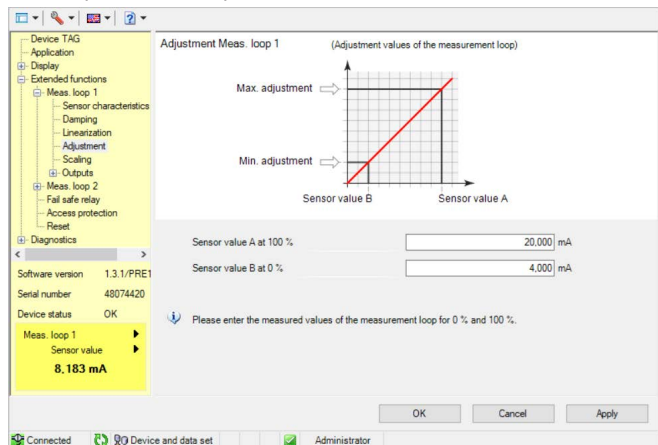 Device TAG
Application
Display
Extended functions
Meas. loop 1
Sensor characteristics
Damping
Linearization
Adjustment
Scaling
Outputs
Meas. loop 2
Fail safe relay
Access protection
Reset
Diagnostics
Software version 1.3.1/PRE1
Serial number 48074420
Device status OK
Meas. loop 1
Sensor value
8,183 mA
Adjustment Meas. loop 1 (Adjustment values of the measurement loop)
Max. adjustment
Min. adjustment
Sensor value B Sensor value A
Sensor value A at 100 % 20,000 mA
Sensor value B at 0 % 4,000 mA
Please enter the measured values of the measurement loop for 0 % and 100 %.
OK Cancel Apply
Connected Device and data set Administrator